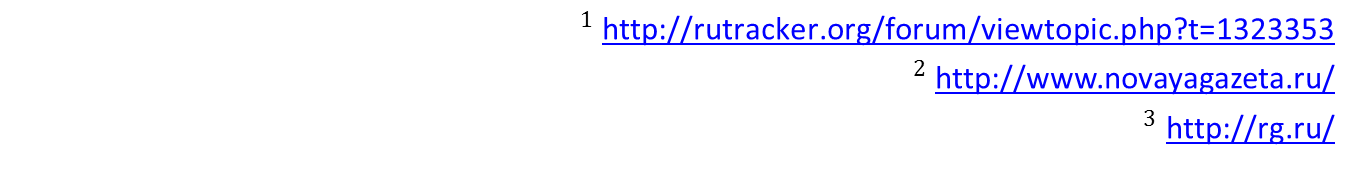 1 http://rutracker.org/forum/viewtopic.php?t=1323353
2 http://www.novayagazeta.ru/
3 http://rg.ru/